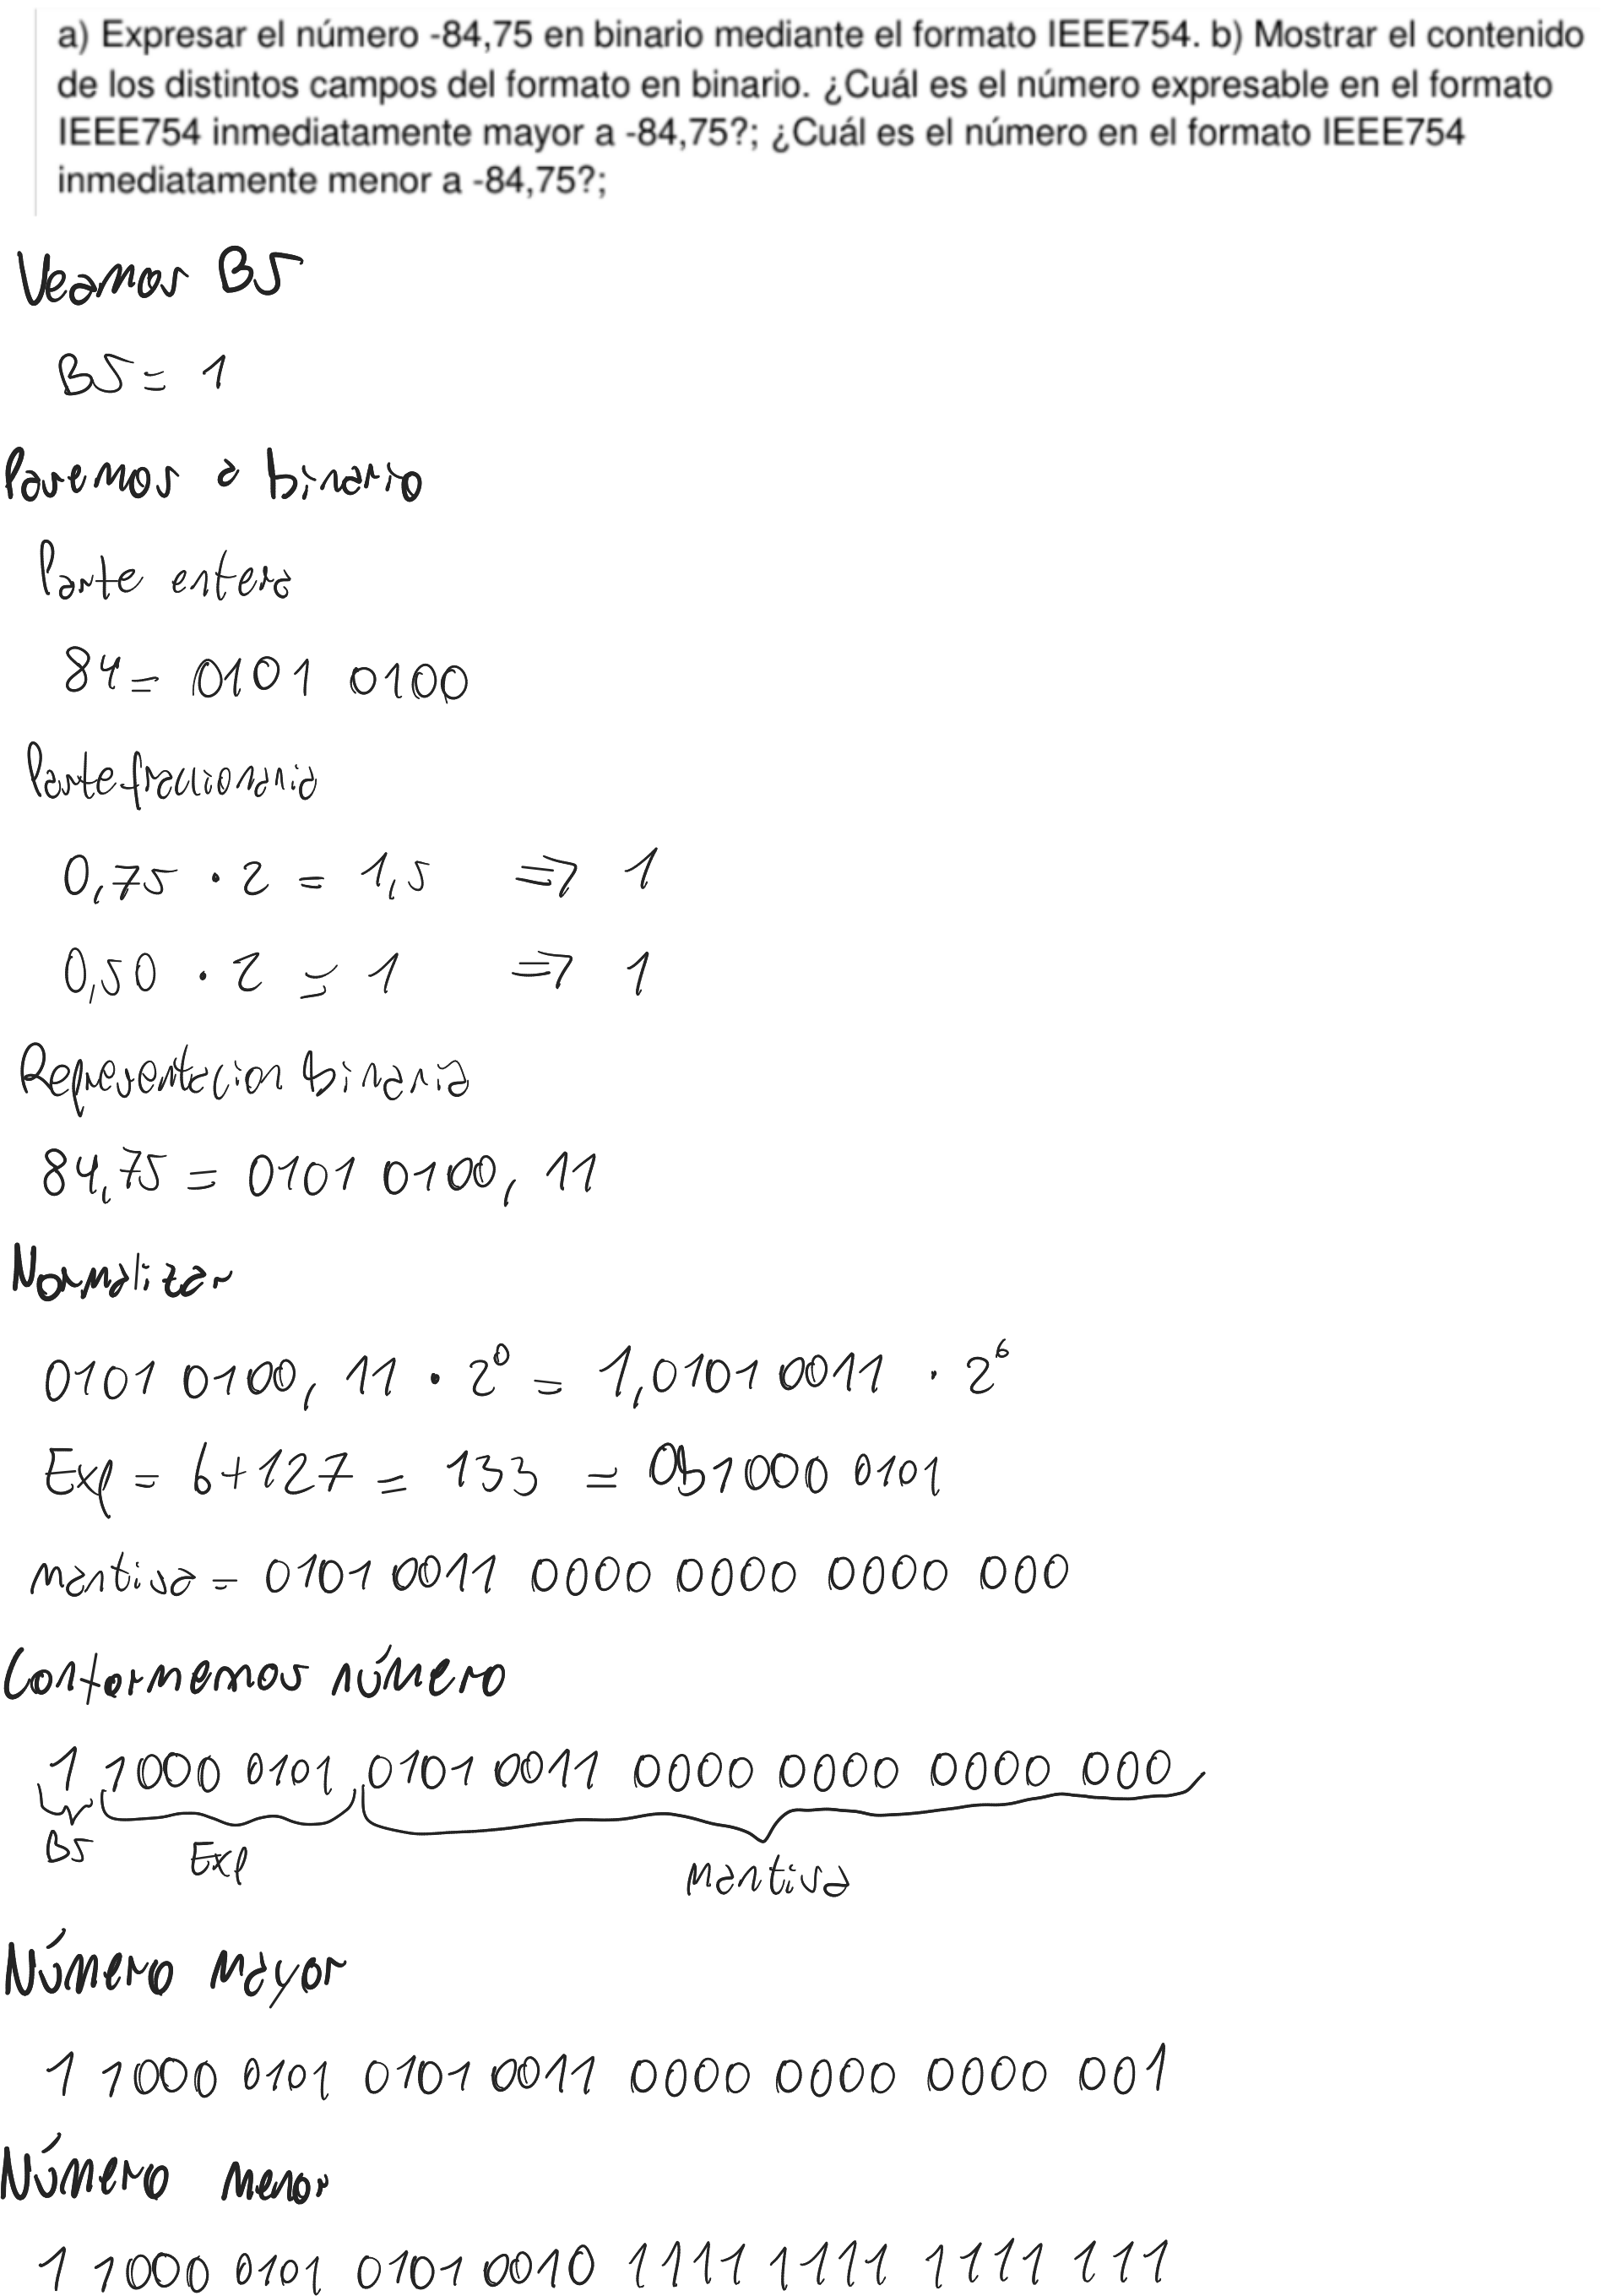 a) Expresar el número -84,75 en binario mediante el formato IEEE754. b) Mostrar el contenido
de los distintos campos del formato en binario. ¿Cuál es el número expresable en el formato
IEEE754 inmediatamente mayor a -84,75?; ¿Cuál es el número en el formato IEEE754
inmediatamente menor a -84,75?;
Veamos BS
BS = 1
Pasemos a binario
Parte entera
84 = 0101 0100
Parte fraccionaria
0,75 · 2 = 1,5 => 1
0,50 · 2 = 1 => 1
Representacion binaria
84,75 = 0101 0100, 11
Normalizar
0101 0100, 11 · 2⁰ = 1,0101 0011 · 2⁶
Exp = 6+127 = 133 = 0b1000 0101
mantisa = 0101 0011 0000 0000 0000 000
Conformemos número
1 1000 0101 0101 0011 0000 0000 0000 000
BS Exp Mantisa
Número mayor
1 1000 0101 0101 0011 0000 0000 0000 001
Número menor
1 1000 0101 0101 0010 1111 1111 1111 111